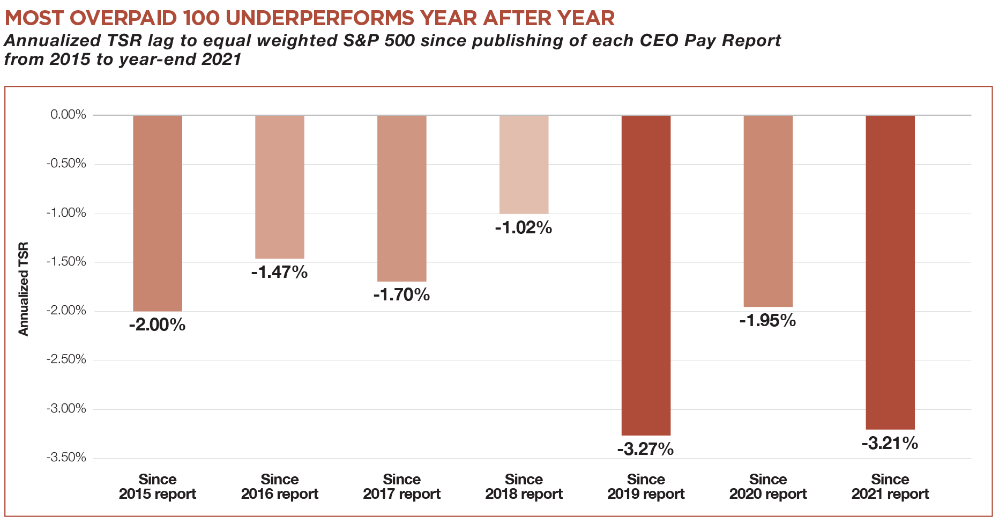 MOST OVERPAID 100 UNDERPERFORMS YEAR AFTER YEAR
Annualized TSR lag to equal weighted S&P 500 since publishing of each CEO Pay Report
from 2015 to year-end 2021
0.00%
-0.50%
-1.00%
-1.50%
-2.00%
-2.50%
-3.00%
-3.50%
Annualized TSR
-2.00%
-1.47%
-1.70%
-1.02%
-3.27%
-1.95%
-3.21%
Since
2015 report
Since
2016 report
Since
2017 report
Since
2018 report
Since
2019 report
Since
2020 report
Since
2021 report